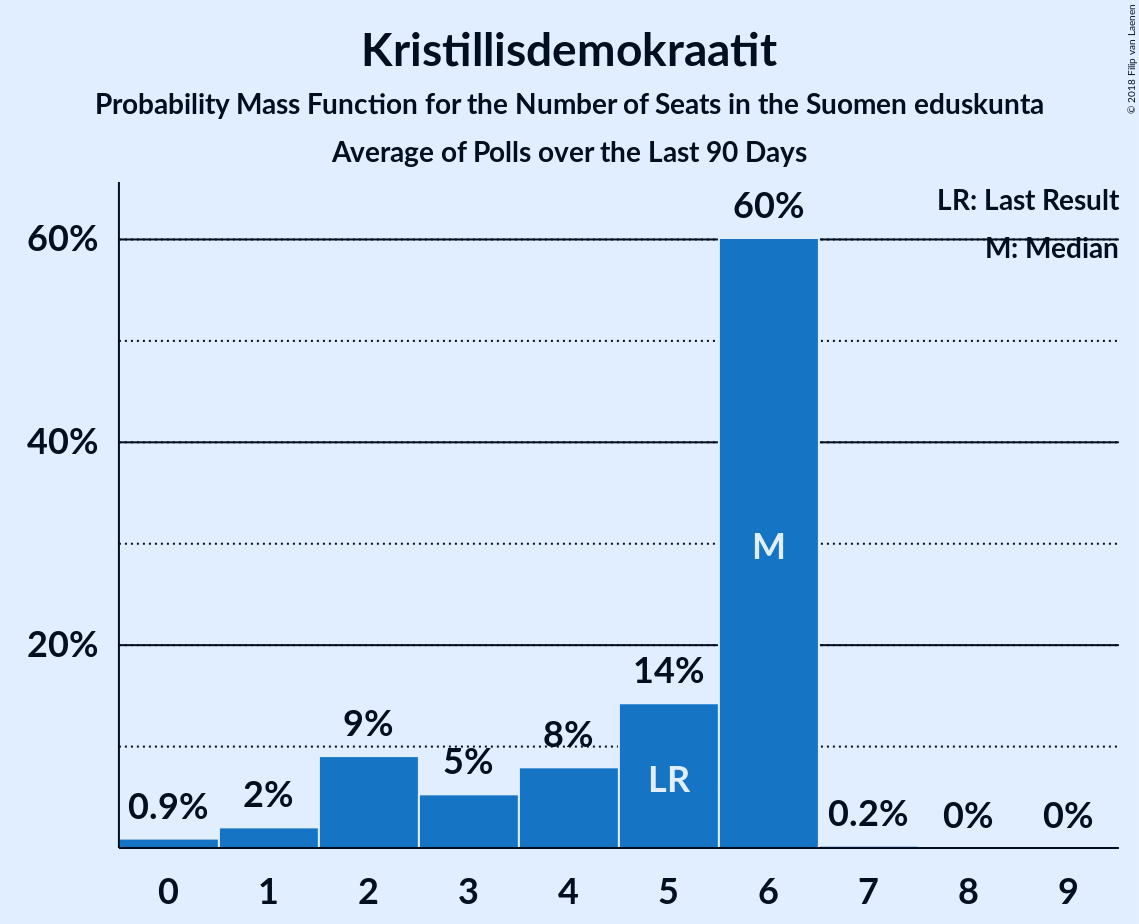 Kristillisdemokraatit
Probability Mass Function for the Number of Seats in the Suomen eduskunta
Average of Polls over the Last 90 Days
© 2018 Filip van Laenen
LR: Last Result
M: Median
60%
40%
20%
0.9%
2%
9%
5%
8%
14%
60%
0.2%
0%
0%
LR
M
0 1 2 3 4 5 6 7 8 9